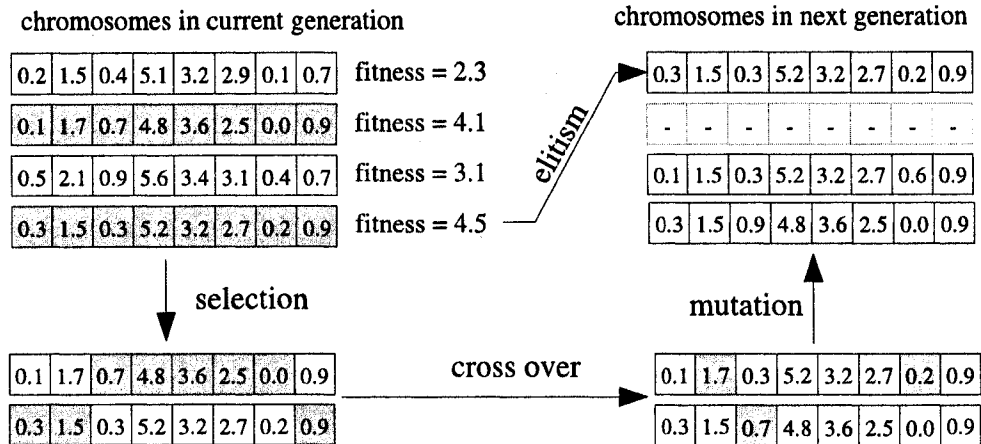 chromosomes in current generation
0.2 1.5 0.4 5.1 3.2 2.9 0.1 0.7 fitness = 2.3
0.1 1.7 0.7 4.8 3.6 2.5 0.0 0.9 fitness = 4.1
0.5 2.1 0.9 5.6 3.4 3.1 0.4 0.7 fitness = 3.1
0.3 1.5 0.3 5.2 3.2 2.7 0.2 0.9 fitness = 4.5
elitism
chromosomes in next generation
0.3 1.5 0.3 5.2 3.2 2.7 0.2 0.9
- - - - - - - -
0.1 1.5 0.3 5.2 3.2 2.7 0.6 0.9
0.3 1.5 0.9 4.8 3.6 2.5 0.0 0.9
selection
mutation
0.1 1.7 0.7 4.8 3.6 2.5 0.0 0.9
0.3 1.5 0.3 5.2 3.2 2.7 0.2 0.9
cross over
0.1 1.7 0.3 5.2 3.2 2.7 0.2 0.9
0.3 1.5 0.7 4.8 3.6 2.5 0.0 0.9